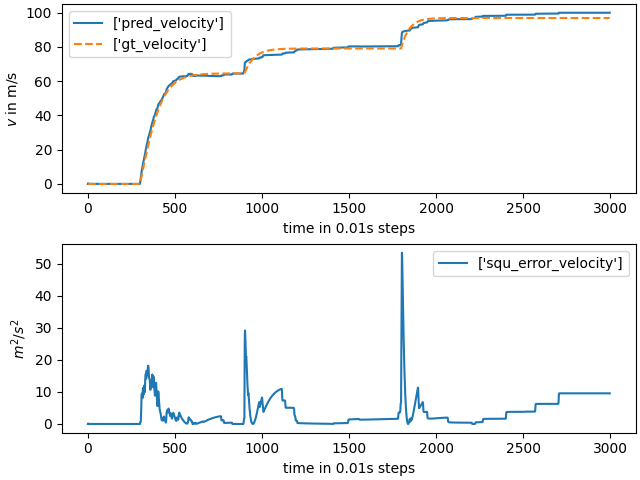 100
80
60
40
20
0
v in m/s
['pred_velocity']
['gt_velocity']
0 500 1000 1500 2000 2500 3000
time in 0.01s steps
50
40
30
20
10
0
m²/s²
['squ_error_velocity']
0 500 1000 1500 2000 2500 3000
time in 0.01s steps